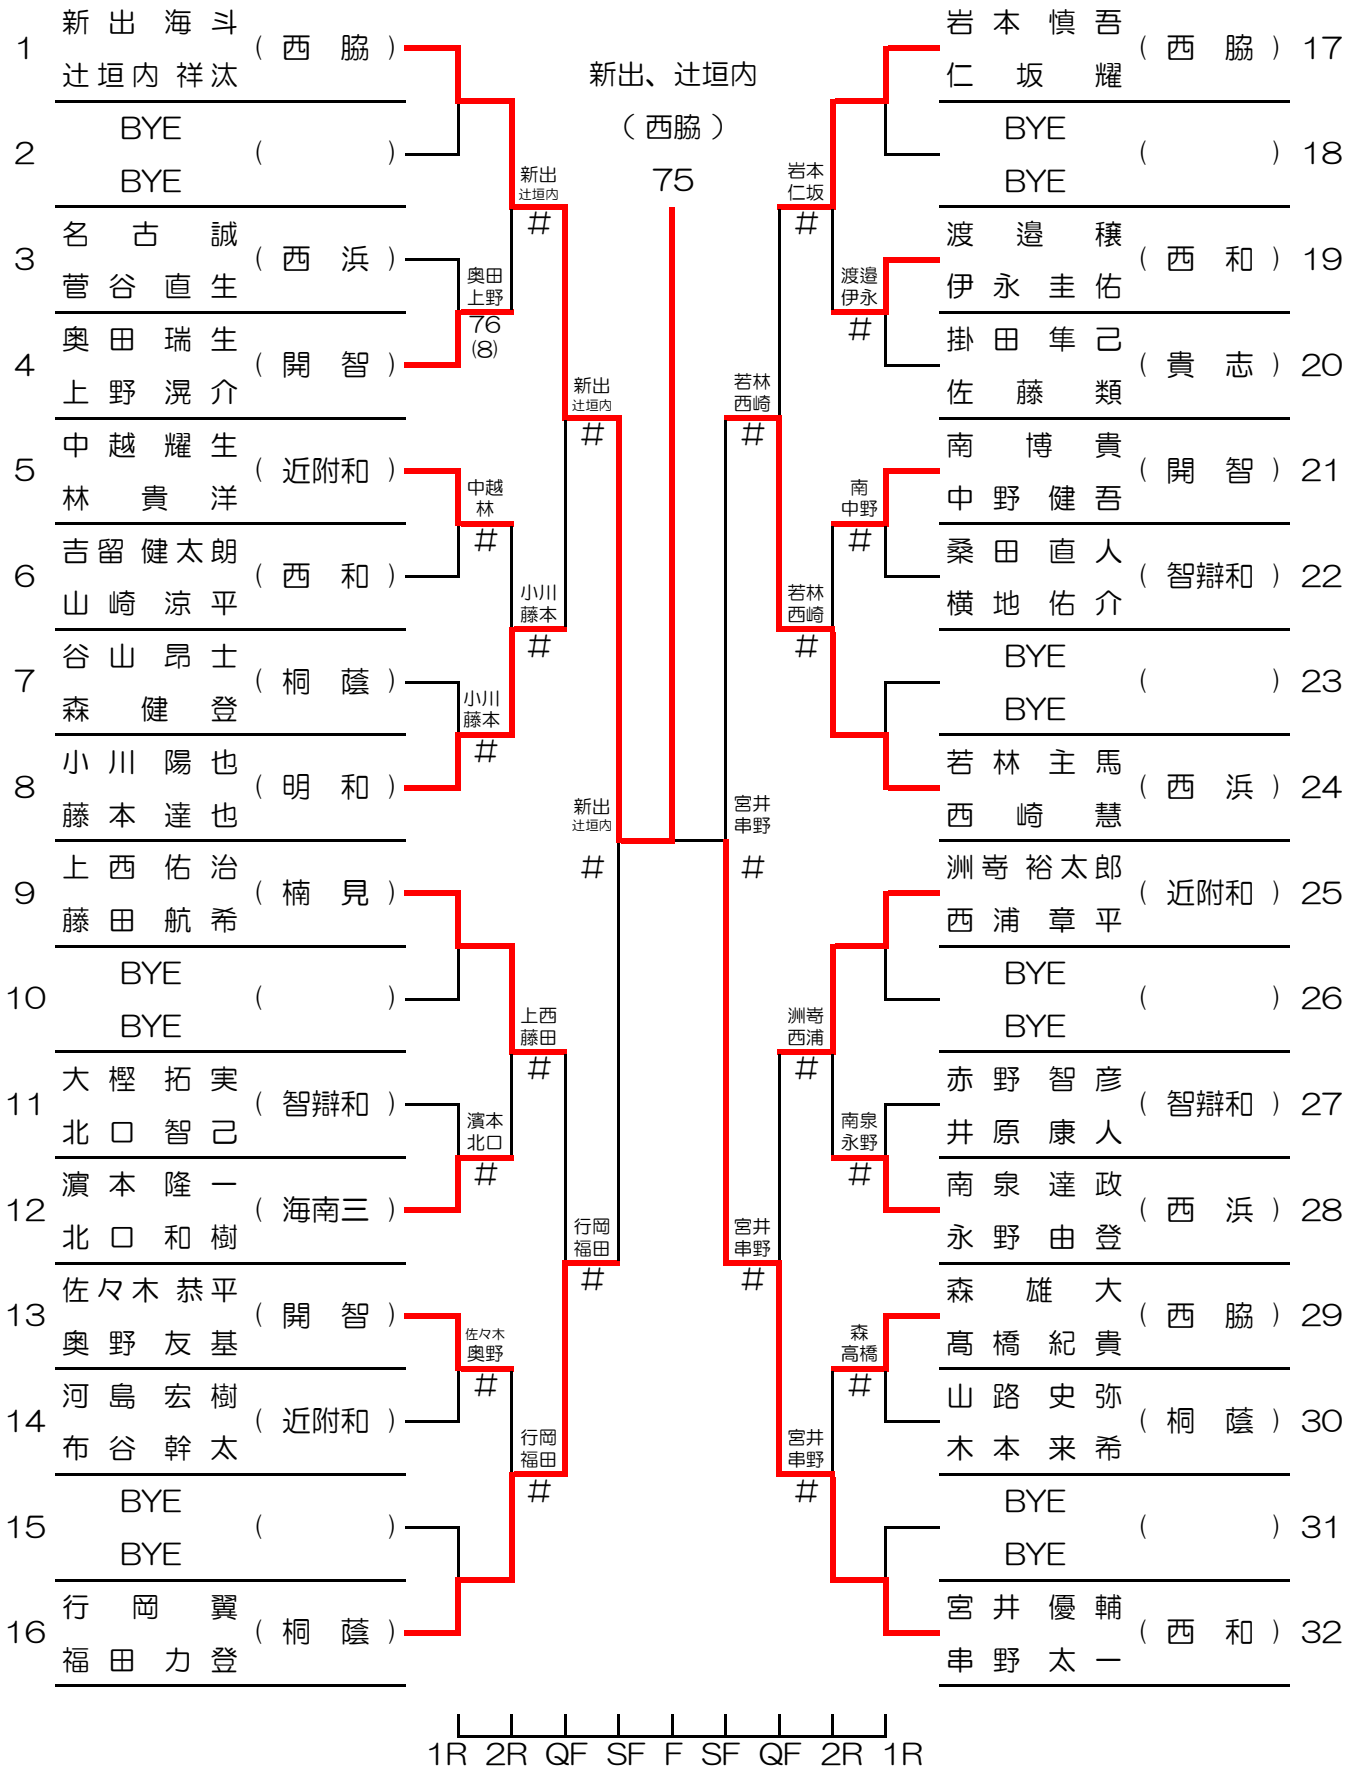 新出、辻垣内
（西脇）
75
1 新出海斗 辻垣内祥汰 （西脇）
2 BYE BYE （ ）
3 名古誠 菅谷直生 （西浜）
4 奥田瑞生 上野滉介 （開智）
5 中越耀生 林貴洋 （近附和）
6 吉留健太朗 山崎涼平 （西和）
7 谷山昂士 森健登 （桐蔭）
8 小川陽也 藤本達也 （明和）
9 上西佑治 藤田航希 （楠見）
10 BYE BYE （ ）
11 大樫拓実 北口智己 （智辯和）
12 濵本隆一 北口和樹 （海南三）
13 佐々木恭平 奥野友基 （開智）
14 河島宏樹 布谷幹太 （近附和）
15 BYE BYE （ ）
16 行岡翼 福田力登 （桐蔭）
奥田 上野 76 (8)
中越 林 #
小川 藤本 #
濵本 北口 #
佐々木 奥野 #
新出 辻垣内 #
小川 藤本 #
上西 藤田 #
行岡 福田 #
新出 辻垣内 #
行岡 福田 #
新出 辻垣内 #
宮井 串野 #
若林 西崎 #
宮井 串野 #
岩本 仁坂 #
若林 西崎 #
洲嵜 西浦 #
宮井 串野 #
渡邉 伊永 #
南 中野 #
南泉 永野 #
森 高橋 #
岩本慎吾 仁坂耀 （西脇） 17
BYE BYE （ ） 18
渡邉穣 伊永圭佑 （西和） 19
掛田隼己 佐藤類 （貴志） 20
南博貴 中野健吾 （開智） 21
桑田直人 横地佑介 （智辯和） 22
BYE BYE （ ） 23
若林主馬 西崎慧 （西浜） 24
洲嵜裕太郎 西浦章平 （近附和） 25
BYE BYE （ ） 26
赤野智彦 井原康人 （智辯和） 27
南泉達政 永野由登 （西浜） 28
森雄大 髙橋紀貴 （西脇） 29
山路史弥 木本来希 （桐蔭） 30
BYE BYE （ ） 31
宮井優輔 串野太一 （西和） 32
1R 2R QF SF F SF QF 2R 1R